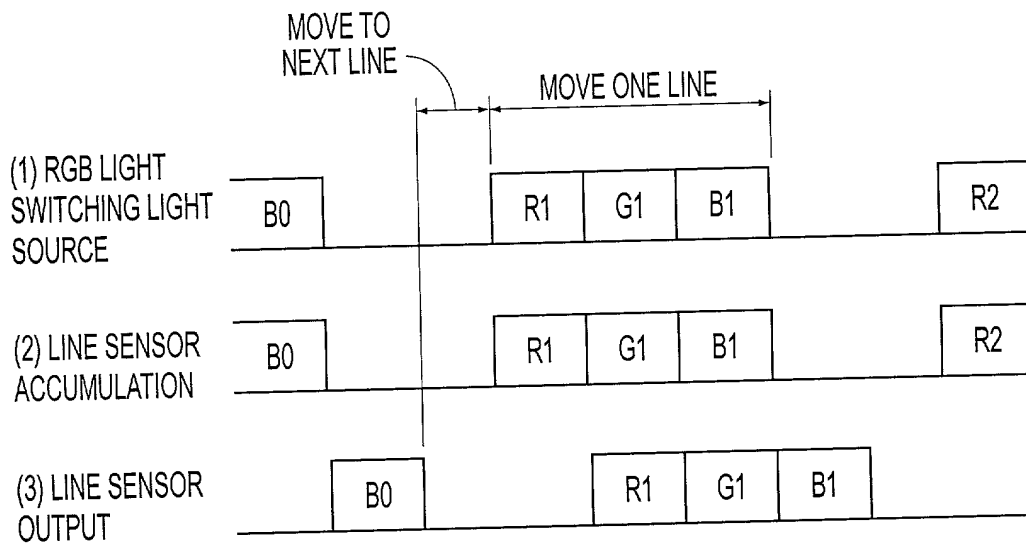 MOVE TO
NEXT LINE
MOVE ONE LINE
(1) RGB LIGHT
SWITCHING LIGHT
SOURCE
B0
R1
G1
B1
R2
(2) LINE SENSOR
ACCUMULATION
B0
R1
G1
B1
R2
(3) LINE SENSOR
OUTPUT
B0
R1
G1
B1